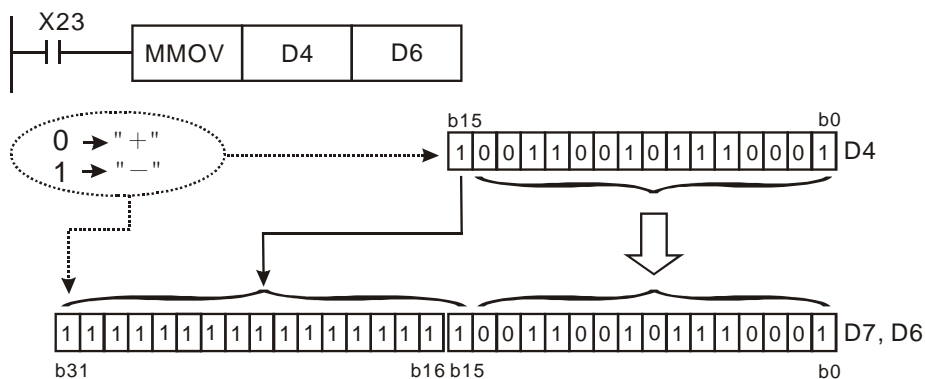 X23
MMOV D4 D6
0 → "+"
1 → "−"
b15 b0
1 0 0 1 1 0 0 1 0 1 1 1 0 0 0 1 D4
1 1 1 1 1 1 1 1 1 1 1 1 1 1 1 1 1 0 0 1 1 0 0 1 0 1 1 1 0 0 0 1 D7, D6
b31 b16 b15 b0